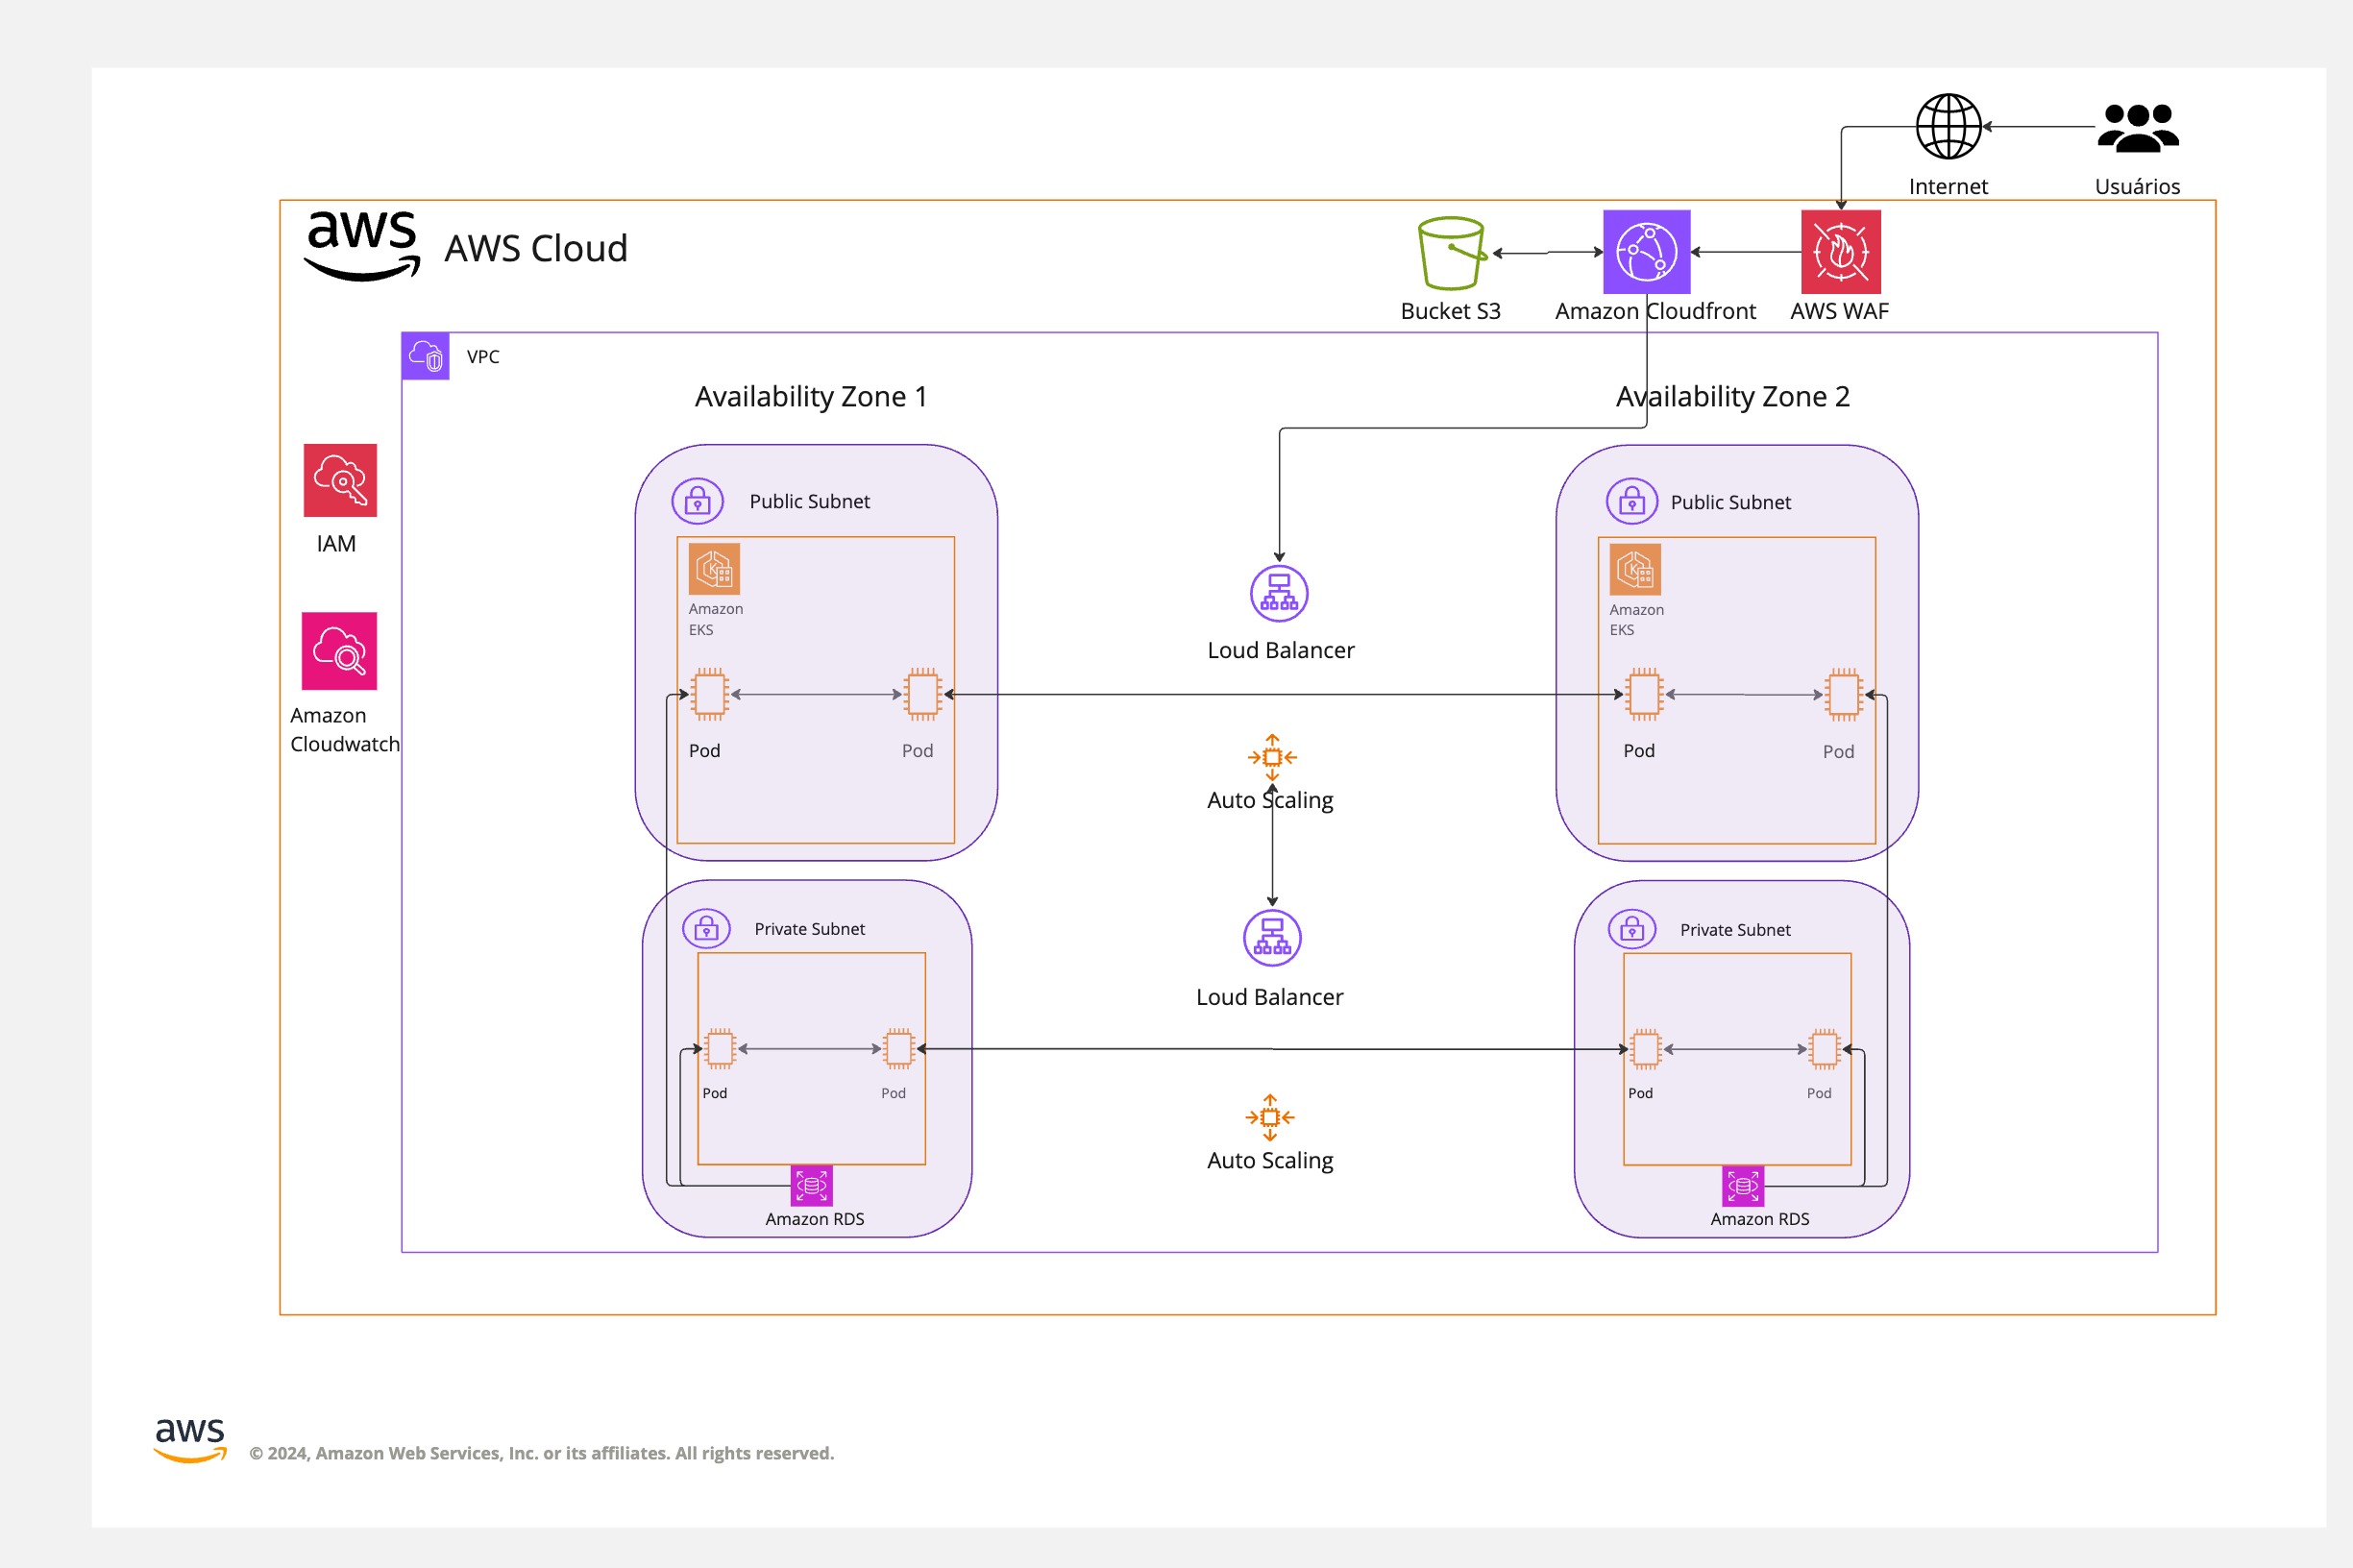 Internet
Usuários
aws
AWS Cloud
Bucket S3
Amazon Cloudfront
AWS WAF
VPC
Availability Zone 1
Availability Zone 2
IAM
Amazon
Cloudwatch
Public Subnet
Amazon
EKS
Pod
Pod
Loud Balancer
Auto Scaling
Public Subnet
Amazon
EKS
Pod
Pod
Private Subnet
Pod
Pod
Amazon RDS
Loud Balancer
Auto Scaling
Private Subnet
Pod
Pod
Amazon RDS
aws
© 2024, Amazon Web Services, Inc. or its affiliates. All rights reserved.